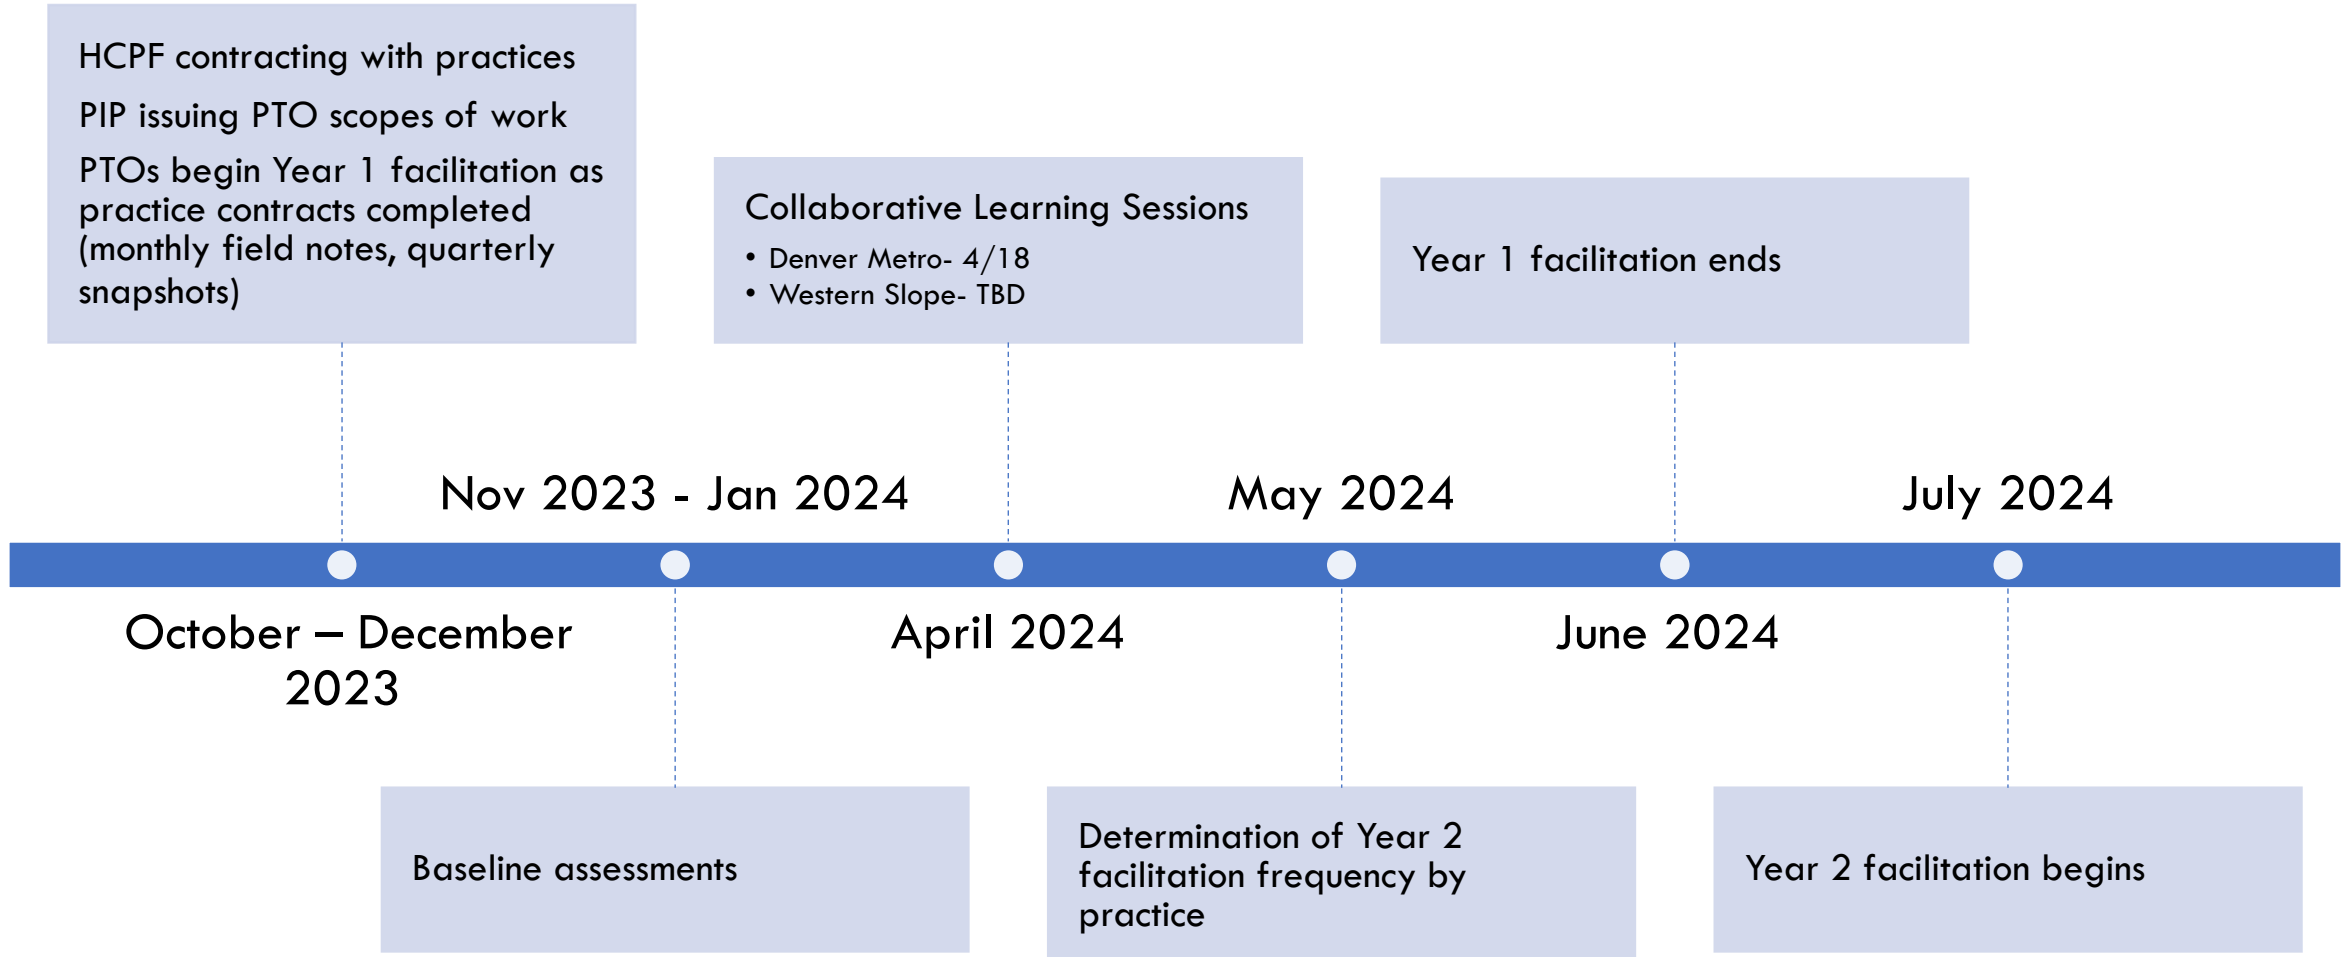 HCPF contracting with practices
PIP issuing PTO scopes of work
PTOs begin Year 1 facilitation as
practice contracts completed
(monthly field notes, quarterly
snapshots)
Collaborative Learning Sessions
• Denver Metro- 4/18
• Western Slope- TBD
Year 1 facilitation ends
Nov 2023 - Jan 2024
May 2024
July 2024
October – December
2023
April 2024
June 2024
Baseline assessments
Determination of Year 2
facilitation frequency by
practice
Year 2 facilitation begins